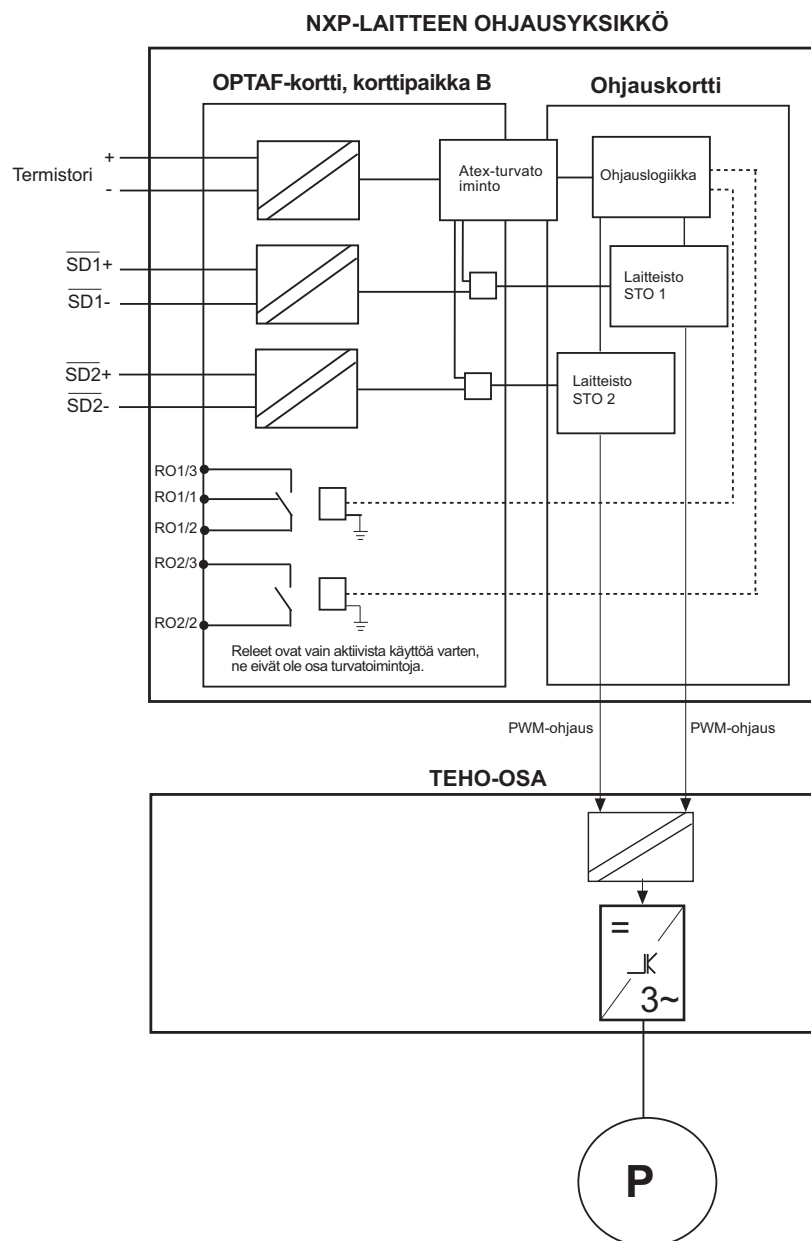 NXP-LAITTEEN OHJAUSYKSIKKÖ
OPTAF-kortti, korttipaikka B
Ohjauskortti
Termistori
+
-
Atex-turvato
iminto
Ohjauslogiikka
SD1+
SD1-
Laitteisto
STO 1
SD2+
SD2-
Laitteisto
STO 2
RO1/3
RO1/1
RO1/2
RO2/3
RO2/2
Releet ovat vain aktiivista käyttöä varten,
ne eivät ole osa turvatoimintoja.
PWM-ohjaus
PWM-ohjaus
TEHO-OSA
=
3~
P